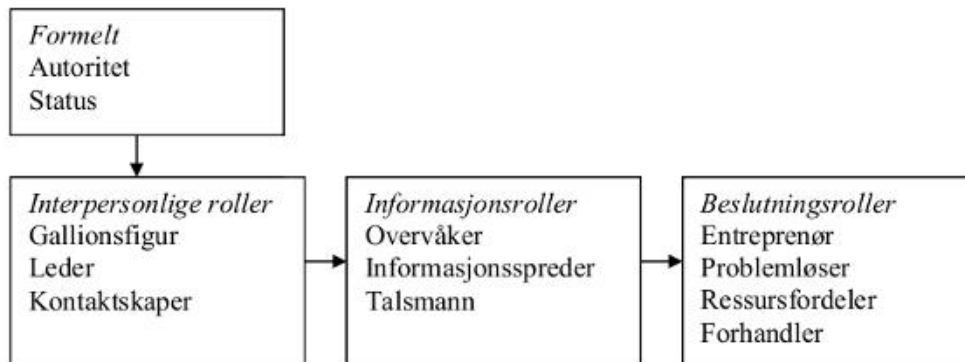 Formelt
Autoritet
Status
Interpersonlige roller
Gallionsfigur
Leder
Kontaktskaper
Informasjonsroller
Overvåker
Informasjonsspreder
Talsmann
Beslutningsroller
Entreprenør
Problemløser
Ressursfordeler
Forhandler